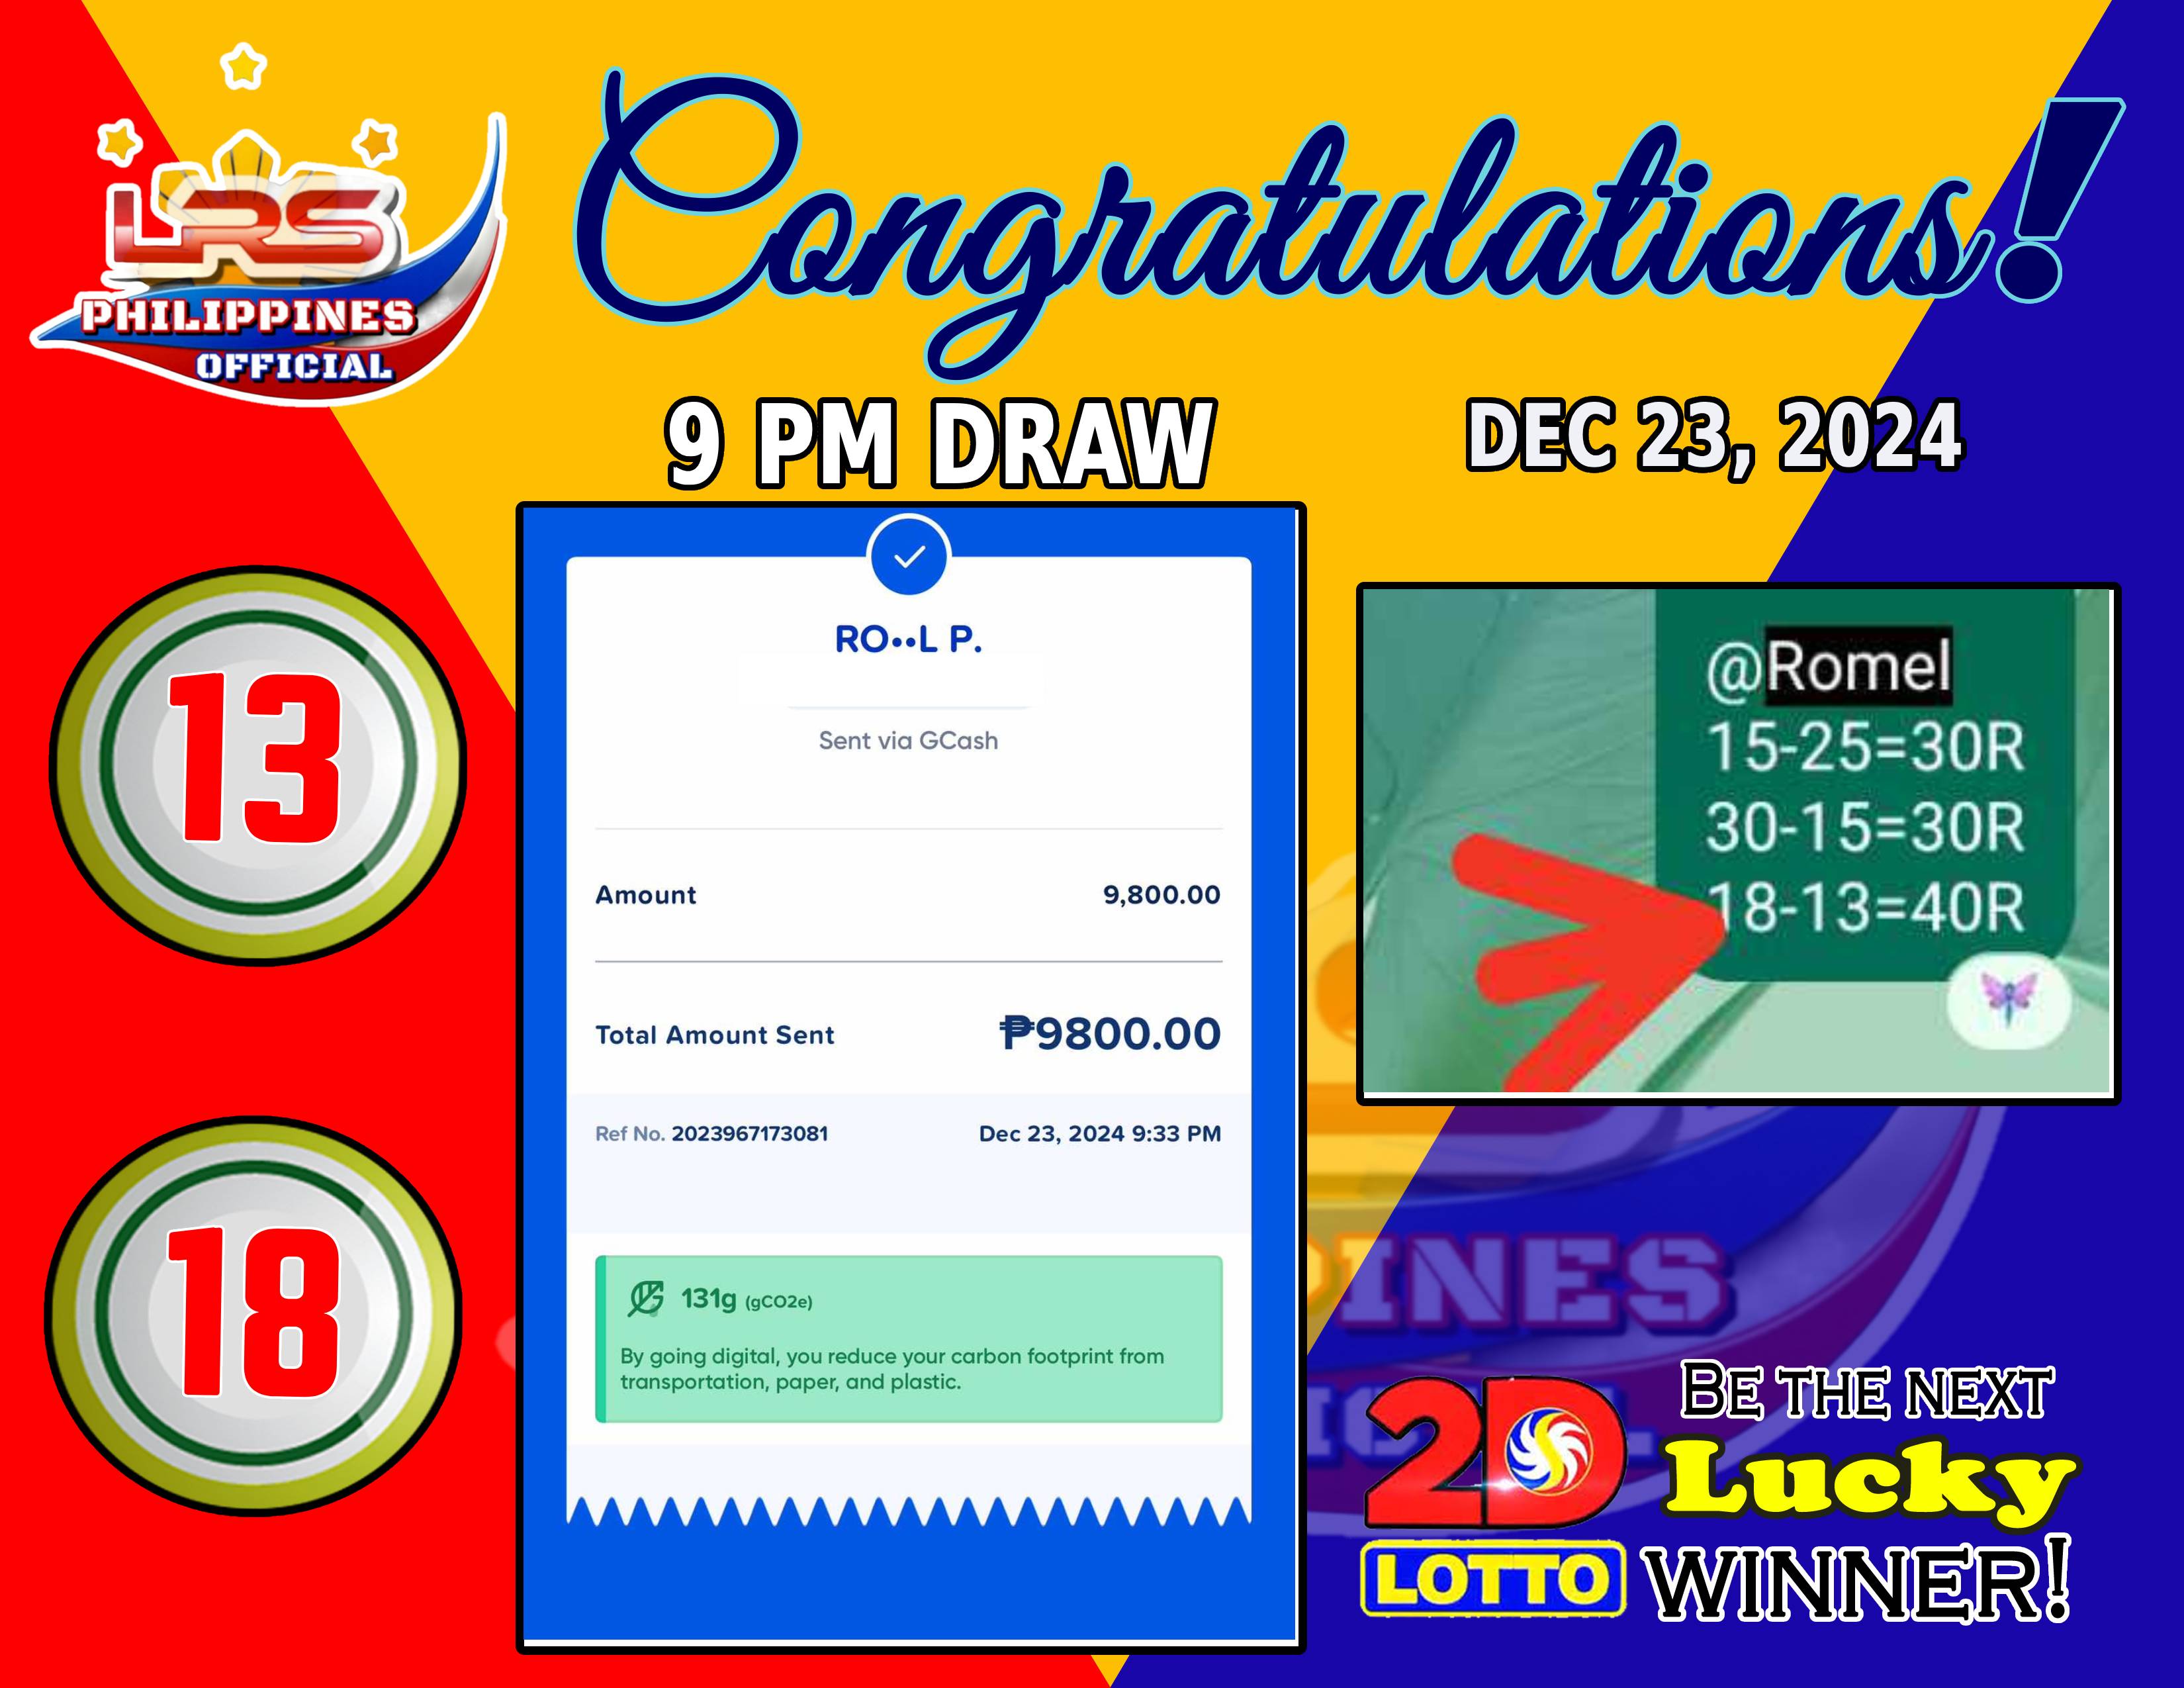 LRS
PHILIPPINES
OFFICIAL
Congratulations!
9 PM DRAW
DEC 23, 2024
13
18
RO••L P.
Sent via GCash
Amount 9,800.00
Total Amount Sent ₱9800.00
Ref No. 2023967173081 Dec 23, 2024 9:33 PM
131g (gCO2e)
By going digital, you reduce your carbon footprint from
transportation, paper, and plastic.
@Romel
15-25=30R
30-15=30R
18-13=40R
PINES
2D
LOTTO
BE THE NEXT
Lucky
WINNER!